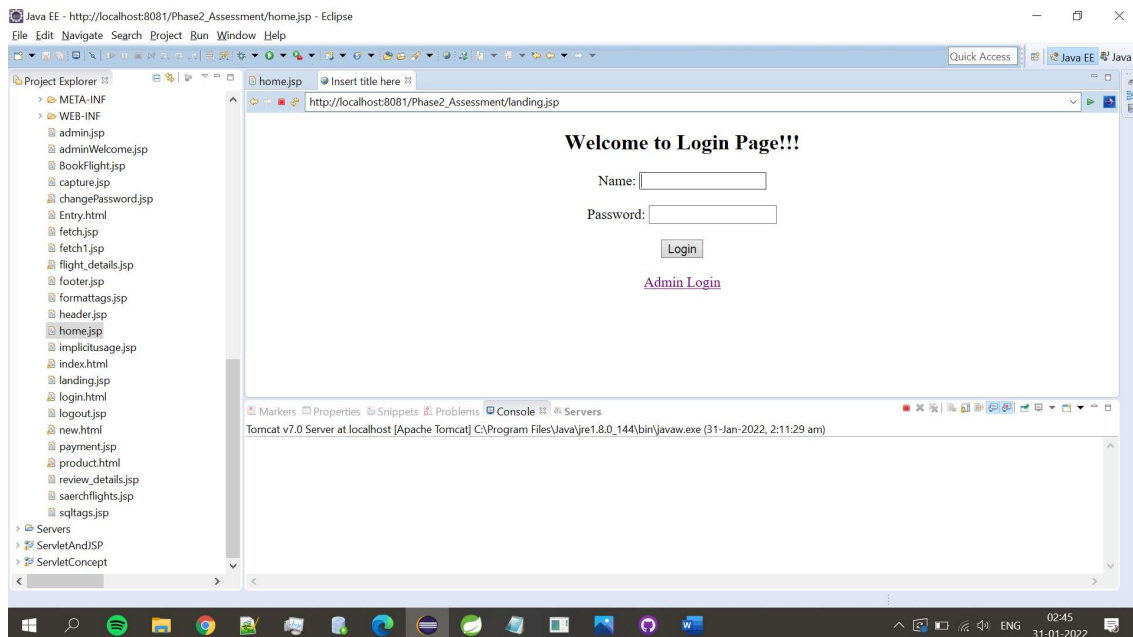 Java EE - http://localhost:8081/Phase2_Assessment/home.jsp - Eclipse
File Edit Navigate Search Project Run Window Help
Quick Access
Java EE
Java
Project Explorer
home.jsp
Insert title here
META-INF
WEB-INF
admin.jsp
adminWelcome.jsp
BookFlight.jsp
capture.jsp
changePassword.jsp
Entry.html
fetch.jsp
fetch1.jsp
flight_details.jsp
footer.jsp
formattags.jsp
header.jsp
home.jsp
implicitusage.jsp
index.html
landing.jsp
login.html
logout.jsp
new.html
payment.jsp
product.html
review_details.jsp
saerchflights.jsp
sqltags.jsp
Servers
ServletAndJSP
ServletConcept
http://localhost:8081/Phase2_Assessment/landing.jsp
Welcome to Login Page!!!
Name:
Password:
Login
Admin Login
Markers Properties Snippets Problems Console Servers
Tomcat v7.0 Server at localhost [Apache Tomcat] C:\Program Files\Java\jre1.8.0_144\bin\javaw.exe (31-Jan-2022, 2:11:29 am)
ENG
02:45
31-01-2022